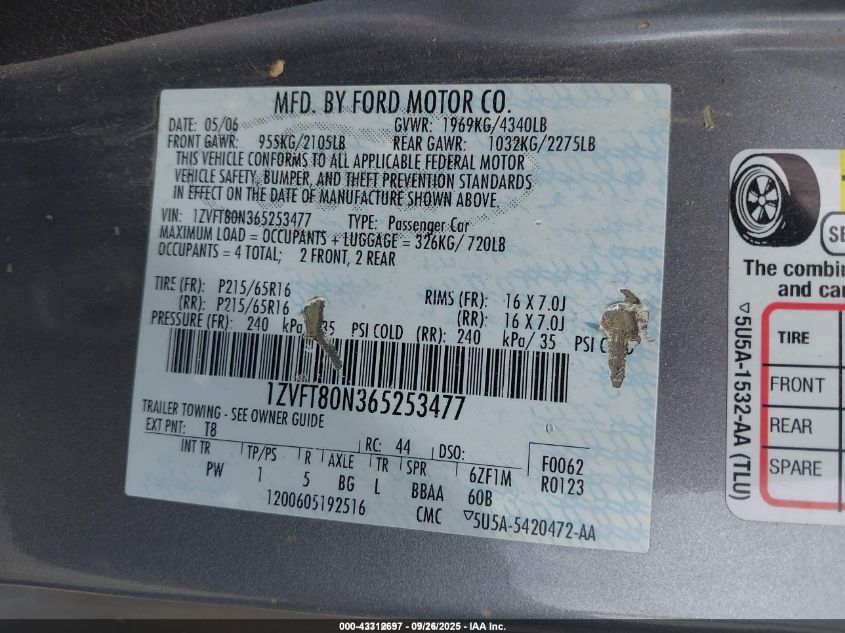 MFD. BY FORD MOTOR CO.
DATE: 05/06 GVWR: 1969KG/4340LB
FRONT GAWR: 955KG/2105LB REAR GAWR: 1032KG/2275LB
THIS VEHICLE CONFORMS TO ALL APPLICABLE FEDERAL MOTOR
VEHICLE SAFETY, BUMPER, AND THEFT PREVENTION STANDARDS
IN EFFECT ON THE DATE OF MANUFACTURE SHOWN ABOVE.
VIN: 1ZVFT80N365253477 TYPE: Passenger Car
MAXIMUM LOAD = OCCUPANTS + LUGGAGE = 326KG/720LB
OCCUPANTS = 4 TOTAL; 2 FRONT, 2 REAR
TIRE (FR): P215/65R16 RIMS (FR): 16 X 7.0J
(RR): P215/65R16 (RR): 16 X 7.0J
PRESSURE (FR): 240 kPa/35 PSI COLD (RR): 240 kPa/35 PSI
1ZVFT80N365253477
TRAILER TOWING - SEE OWNER GUIDE
EXT PNT: T8 RC: 44 DSO: F0062
INT TR TP/PS R AXLE TR SPR 6ZF1M R0123
PW 1 5 BG L BBAA 60B
1200605192516 CMC ▽5U5A-5420472-AA
SE
The combin
and car
TIRE
FRONT
REAR
SPARE
▽5U5A-1532-AA (TLU)
000-43312697 - 09/26/2025 - IAA Inc.